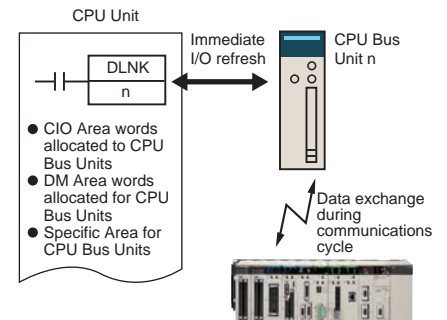 CPU Unit
DLNK
n
● CIO Area words
allocated to CPU
Bus Units
● DM Area words
allocated for CPU
Bus Units
● Specific Area for
CPU Bus Units
Immediate
I/O refresh
CPU Bus
Unit n
Data exchange
during
communications
cycle